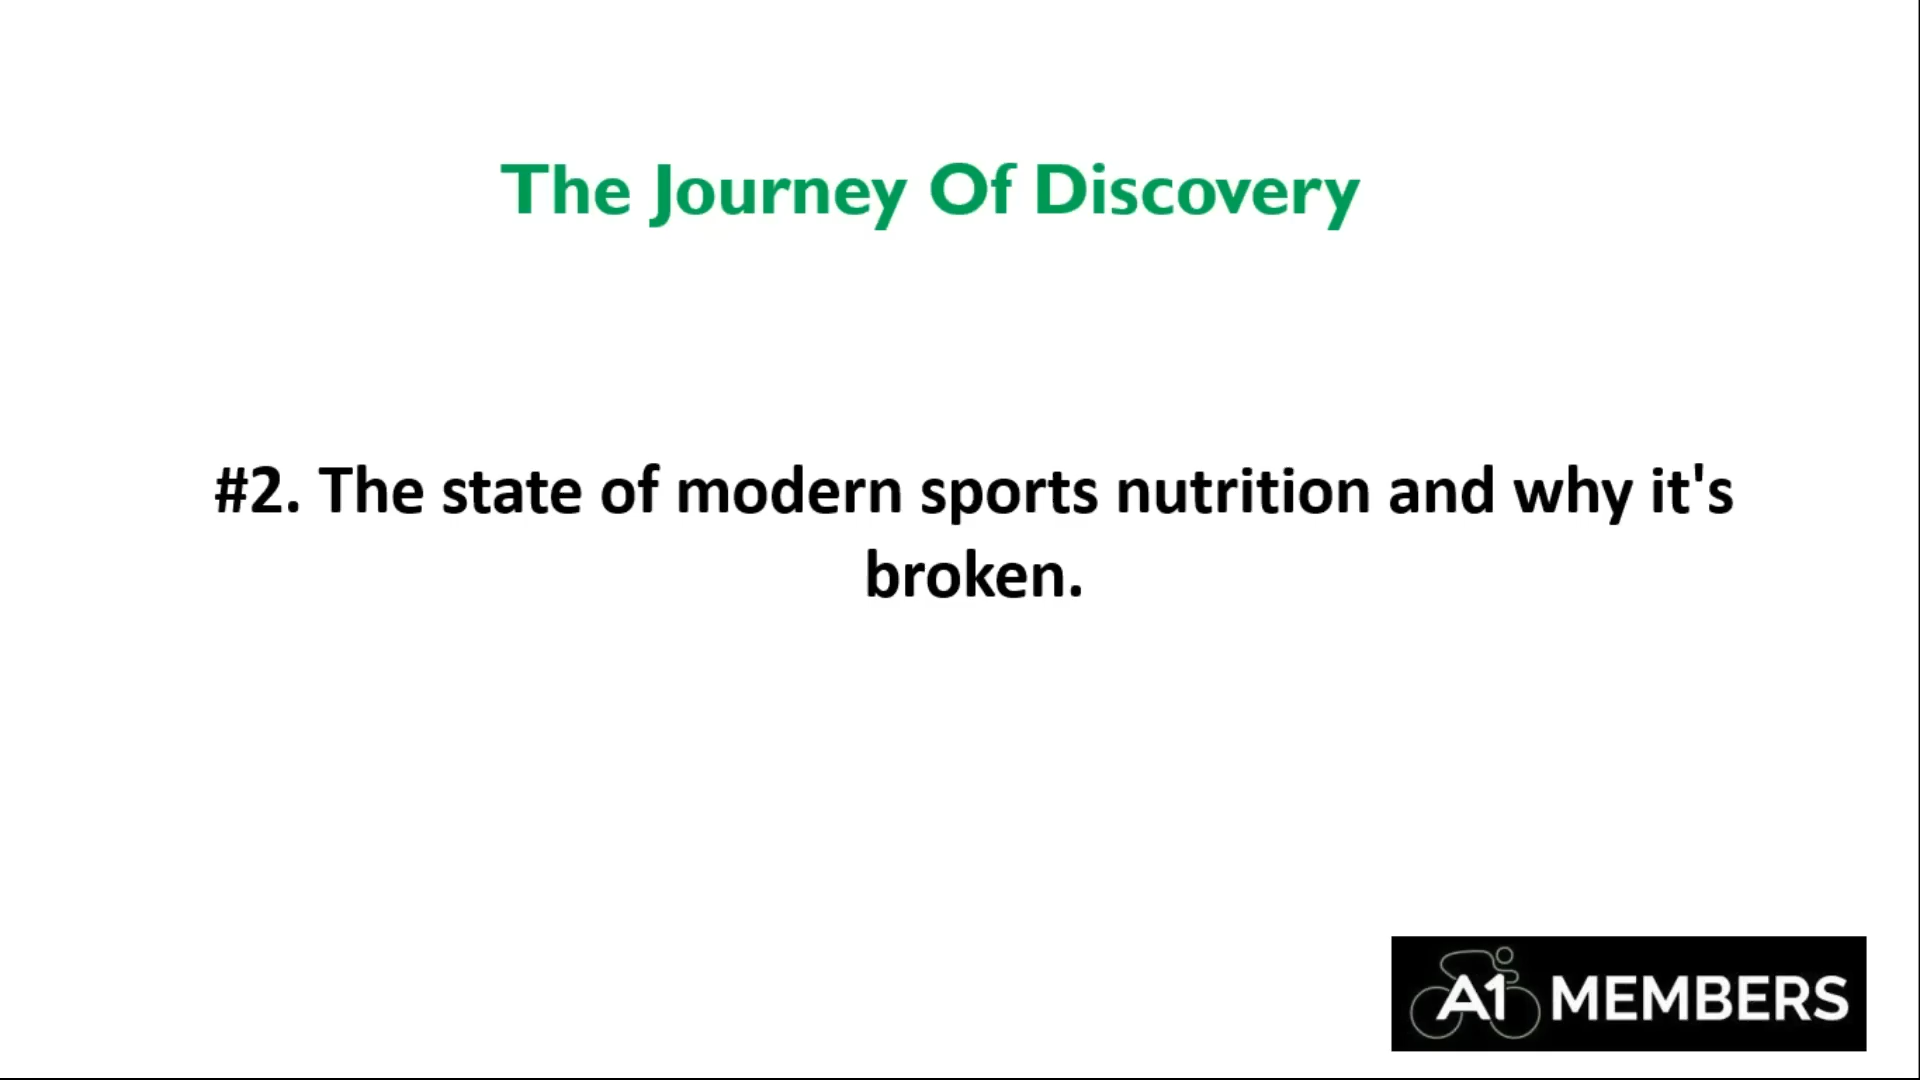 The Journey Of Discovery
#2. The state of modern sports nutrition and why it's
broken.
A1 MEMBERS